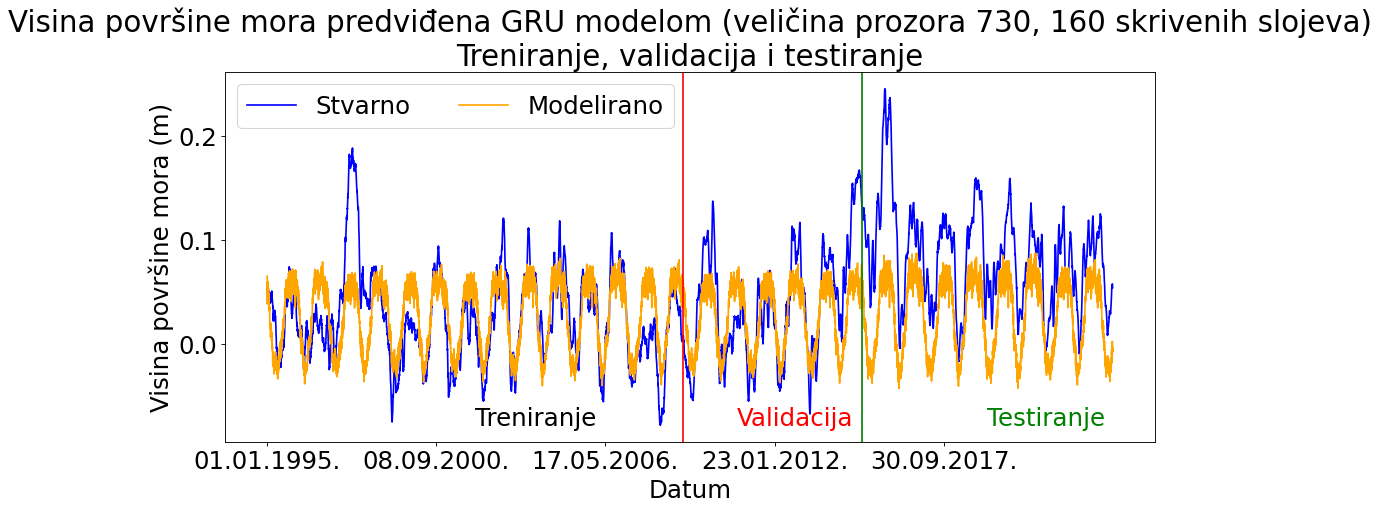 Visina površine mora predviđena GRU modelom (veličina prozora 730, 160 skrivenih slojeva)
Treniranje, validacija i testiranje
Stvarno
Modelirano
Visina površine mora (m)
0.2
0.1
0.0
Treniranje
Validacija
Testiranje
01.01.1995.
08.09.2000.
17.05.2006.
23.01.2012.
30.09.2017.
Datum